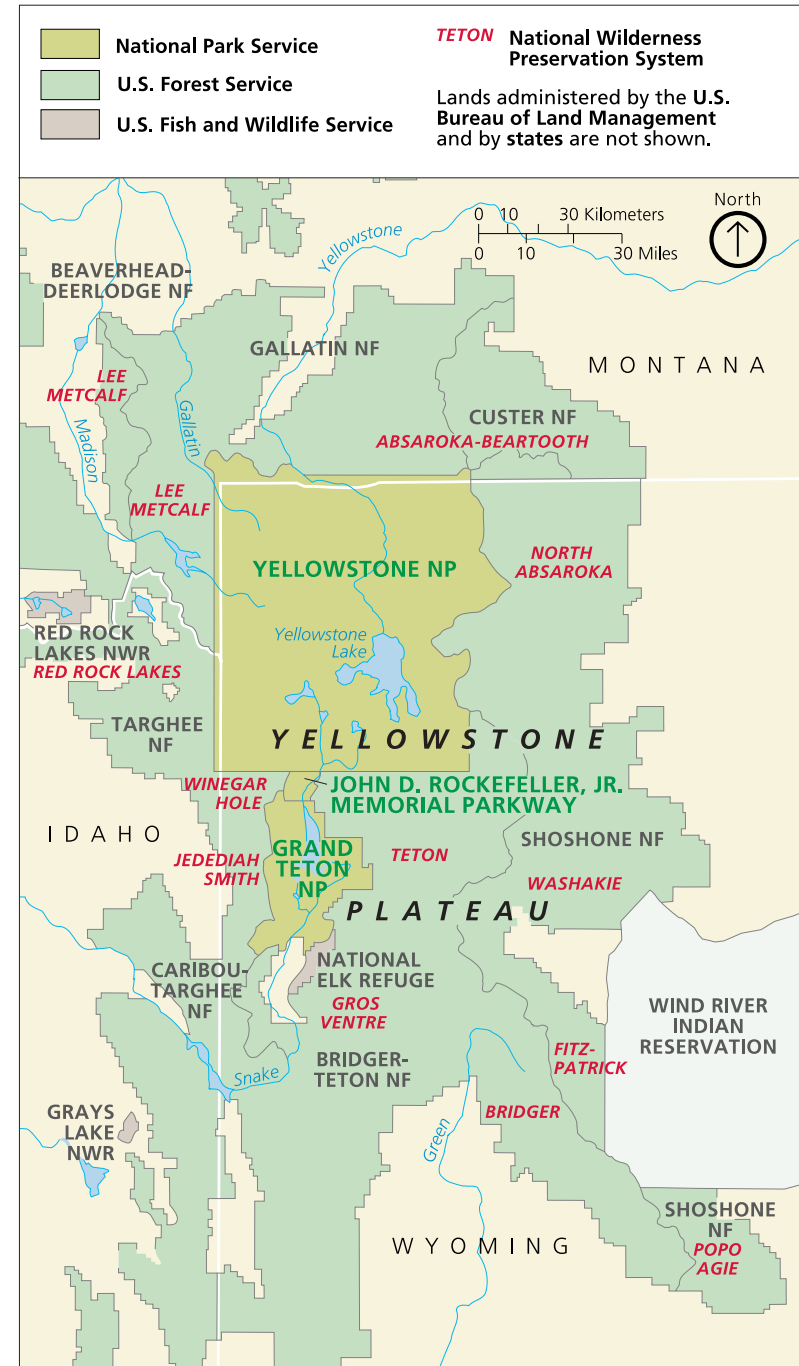 National Park Service
U.S. Forest Service
U.S. Fish and Wildlife Service
TETON National Wilderness
Preservation System
Lands administered by the U.S.
Bureau of Land Management
and by states are not shown.
North
0 10 30 Kilometers
0 10 30 Miles
Yellowstone
BEAVERHEAD-
DEERLODGE NF
GALLATIN NF
MONTANA
LEE
METCALF
Madison
Gallatin
CUSTER NF
ABSAROKA-BEARTOOTH
LEE
METCALF
YELLOWSTONE NP
NORTH
ABSAROKA
Yellowstone
Lake
RED ROCK
LAKES NWR
RED ROCK LAKES
TARGHEE
NF
YELLOWSTONE
WINEGAR
HOLE
JOHN D. ROCKEFELLER, JR.
MEMORIAL PARKWAY
IDAHO
JEDEDIAH
SMITH
GRAND
TETON
NP
TETON
SHOSHONE NF
WASHAKIE
PLATEAU
CARIBOU-
TARGHEE
NF
NATIONAL
ELK REFUGE
GROS
VENTRE
WIND RIVER
INDIAN
RESERVATION
BRIDGER-
TETON NF
FITZ-
PATRICK
Snake
BRIDGER
GRAYS
LAKE
NWR
Green
WYOMING
SHOSHONE
NF
POPO
AGIE